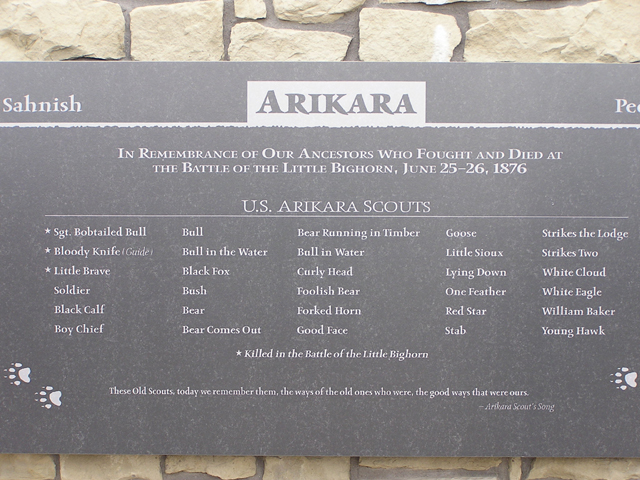 Sahnish ARIKARA Pe
IN REMEMBRANCE OF OUR ANCESTORS WHO FOUGHT AND DIED AT
THE BATTLE OF THE LITTLE BIGHORN, JUNE 25–26, 1876
U.S. ARIKARA SCOUTS
★ Sgt. Bobtailed Bull Bull Bear Running in Timber Goose Strikes the Lodge
★ Bloody Knife (Guide) Bull in the Water Bull in Water Little Sioux Strikes Two
★ Little Brave Black Fox Curly Head Lying Down White Cloud
Soldier Bush Foolish Bear One Feather White Eagle
Black Calf Bear Forked Horn Red Star William Baker
Boy Chief Bear Comes Out Good Face Stab Young Hawk
★ Killed in the Battle of the Little Bighorn
These Old Scouts, today we remember them, the ways of the old ones who were, the good ways that were ours.
– Arikara Scout's Song